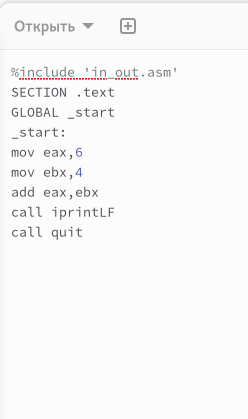 Открыть
%include 'in_out.asm'
SECTION .text
GLOBAL _start
_start:
mov eax,6
mov ebx,4
add eax,ebx
call iprintLF
call quit